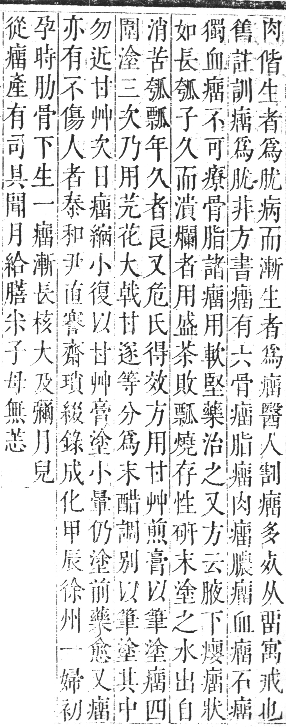 肉偕生者爲肬病而漸生者爲瘤醫人割瘤多㱙从畱寓戒也
舊註訓瘤爲肬非方書瘤有六骨瘤脂瘤肉瘤膿瘤血瘤石瘤
獨血瘤不可療骨脂諸瘤用軟堅藥治之又方云腋下癭瘤狀
如長瓠子久而潰爛者用盛茶敗瓢燒存性研末塗之水出自
消苦瓠瓢年久者良又危氏得效方用甘艸煎膏以筆塗瘤四
圍塗三次乃用芫花大戟甘遂等分爲末醋調別以筆塗其中
勿近甘艸次日瘤縮小復以甘艸膏塗小暈仍塗前藥愈又瘤
亦有不傷人者泰和尹直謇齊瑣綴錄成化甲辰徐州一婦初
孕時肋骨下生一瘤漸長核大及彌月兒
從瘤產有司具聞月給膳米子母無恙